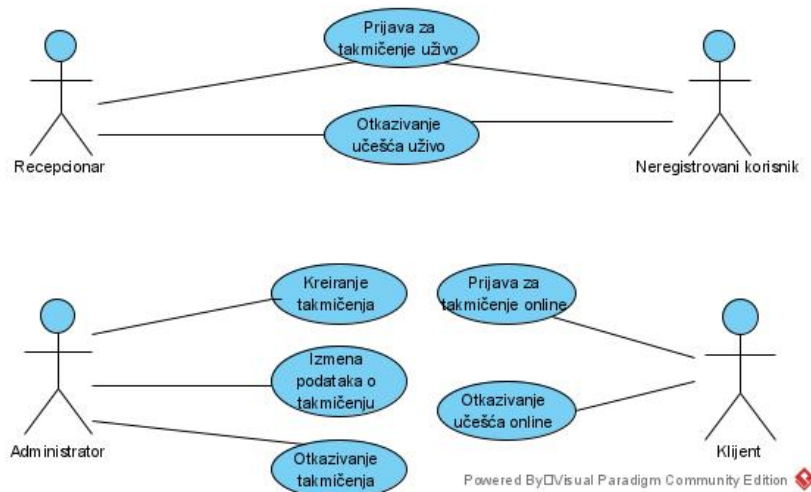 Prijava za
takmičenje uživo
Otkazivanje
učešća uživo
Recepcionar
Neregistrovani korisnik
Kreiranje
takmičenja
Prijava za
takmičenje online
Izmena
podataka o
takmičenju
Otkazivanje
učešća online
Otkazivanje
takmičenja
Administrator
Klijent
Powered By□Visual Paradigm Community Edition